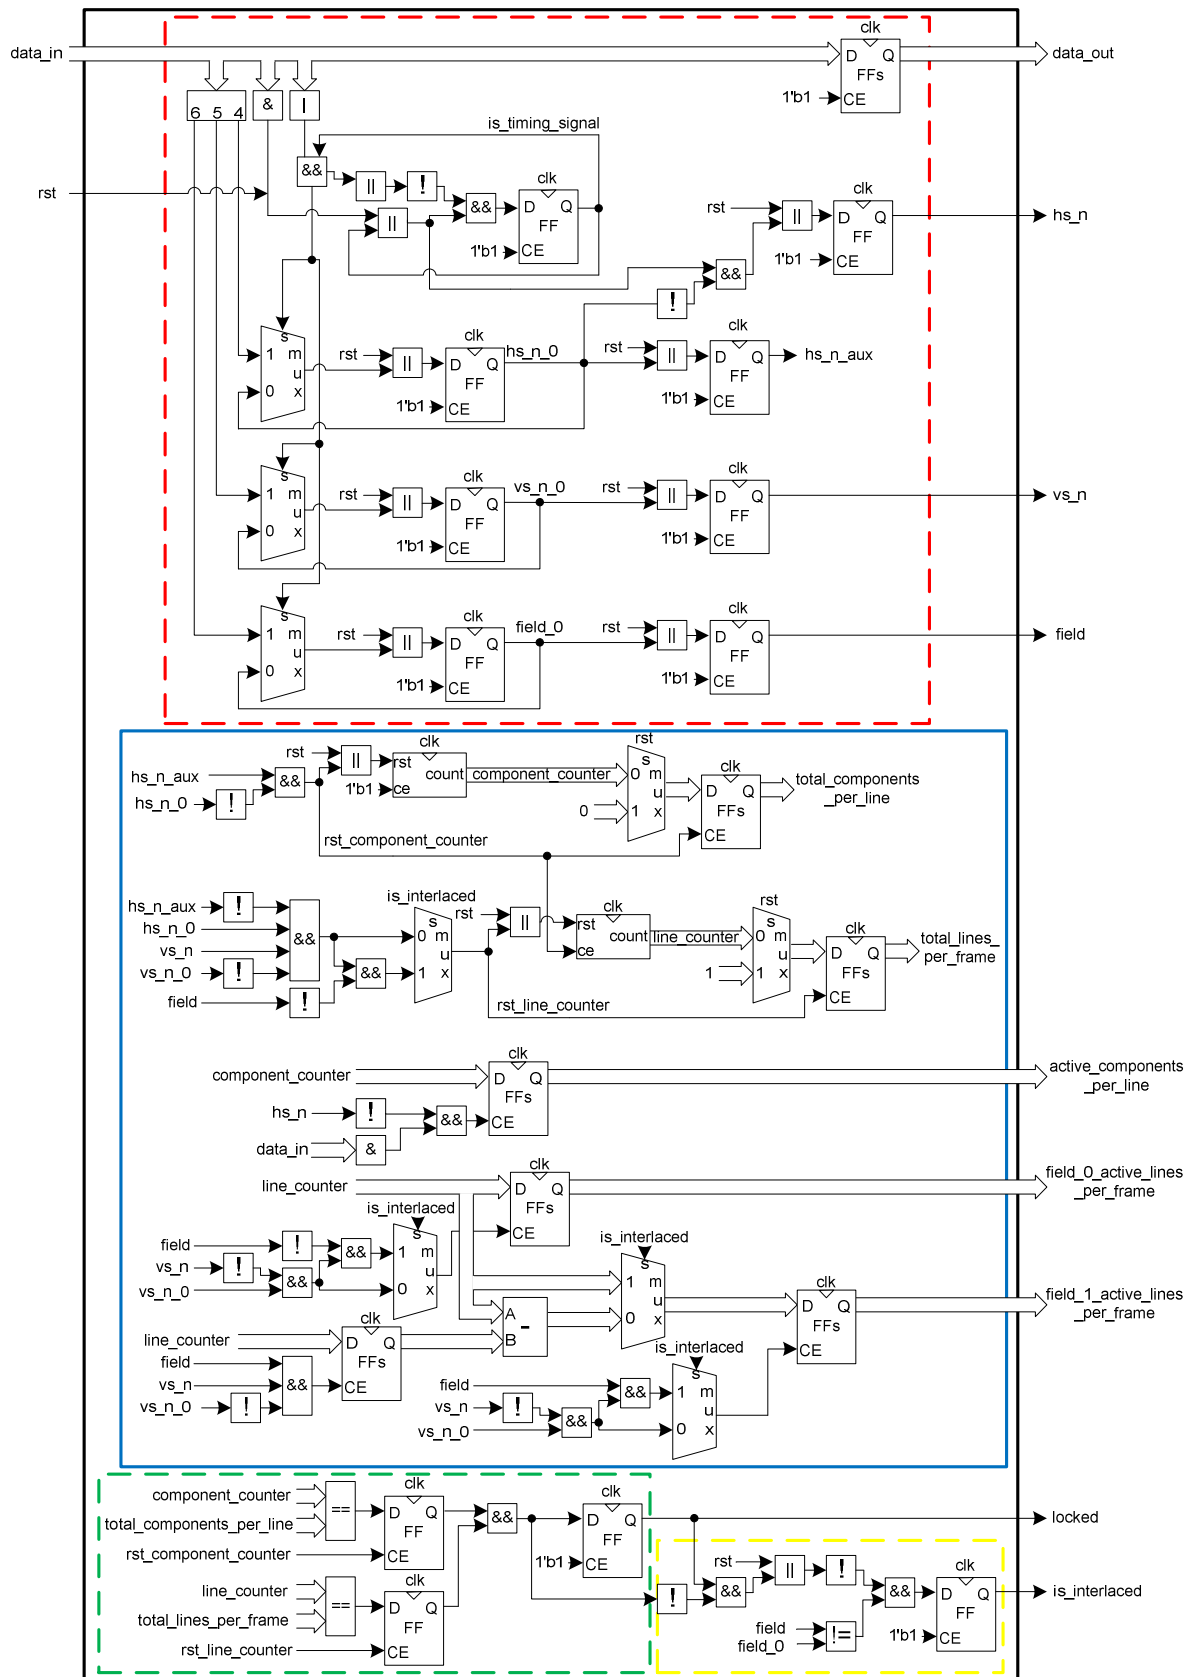 clk
data_in
D Q
FFs
1'b1
CE
data_out
6 5 4
&
|
is_timing_signal
rst
&&
||
!
&&
clk
D Q
FF
1'b1
CE
||
rst
||
clk
D Q
FF
1'b1
CE
hs_n
&&
!
s
1 m
u
0 x
rst
||
clk
D Q
FF
1'b1
CE
hs_n_0
rst
||
clk
D Q
FF
1'b1
CE
hs_n_aux
s
1 m
u
0 x
rst
||
clk
D Q
FF
1'b1
CE
vs_n_0
rst
||
clk
D Q
FF
1'b1
CE
vs_n
s
1 m
u
0 x
rst
||
clk
D Q
FF
1'b1
CE
field_0
rst
||
clk
D Q
FF
1'b1
CE
field
hs_n_aux
hs_n_0
!
&&
rst
||
clk
rst
count
1'b1
ce
component_counter
rst
s
0 m
u
1 x
0
clk
D Q
FFs
CE
total_components
_per_line
rst_component_counter
hs_n_aux
!
hs_n_0
vs_n
vs_n_0
!
&&
field
!
&&
is_interlaced
s
0 m
u
1 x
rst
||
clk
rst
count
ce
line_counter
rst
s
0 m
u
1 x
1
clk
D Q
FFs
CE
total_lines_
per_frame
rst_line_counter
component_counter
clk
D Q
FFs
CE
active_components
_per_line
hs_n
!
data_in
&
&&
line_counter
clk
D Q
FFs
CE
field_0_active_lines
_per_frame
is_interlaced
field
!
vs_n
!
vs_n_0
&&
&&
s
1 m
u
0 x
is_interlaced
s
1 m
u
0 x
A
B
-
clk
D Q
FFs
CE
field_1_active_lines
_per_frame
line_counter
clk
D Q
FFs
CE
field
vs_n
vs_n_0
!
&&
is_interlaced
field
vs_n
!
vs_n_0
&&
&&
s
1 m
u
0 x
component_counter
total_components_per_line
==
rst_component_counter
clk
D Q
FF
CE
&&
clk
D Q
FF
1'b1
CE
locked
line_counter
total_lines_per_frame
==
rst_line_counter
clk
D Q
FF
CE
!
&&
rst
||
!
&&
field
field_0
!=
clk
D Q
FF
1'b1
CE
is_interlaced